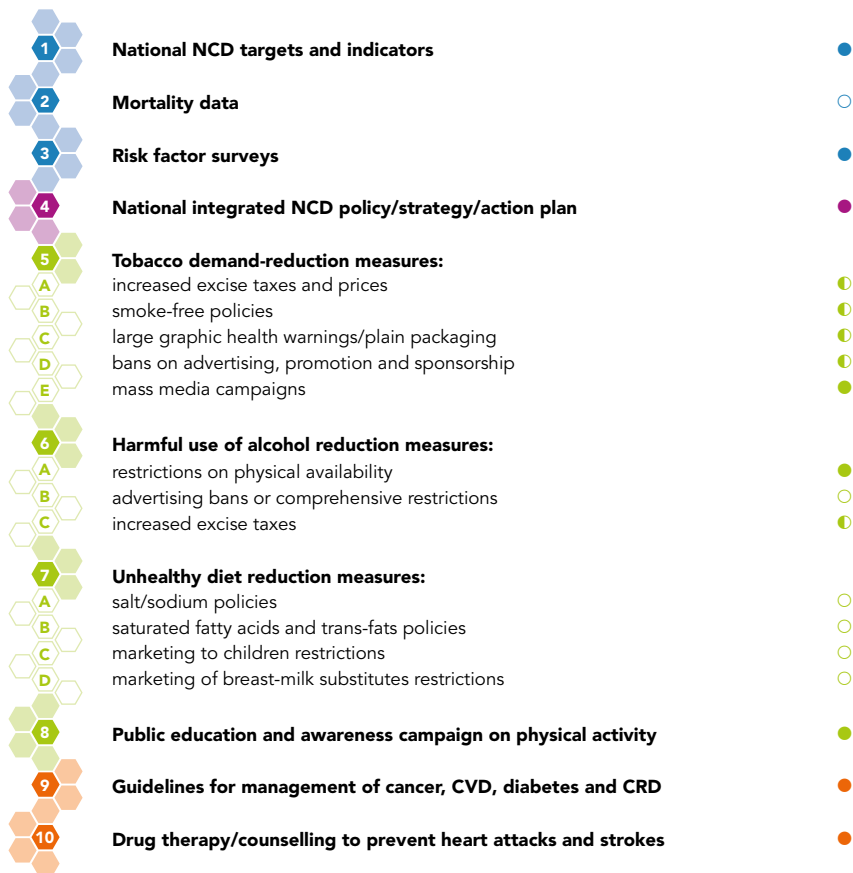 1 National NCD targets and indicators
2 Mortality data
3 Risk factor surveys
4 National integrated NCD policy/strategy/action plan
5 Tobacco demand-reduction measures:
A increased excise taxes and prices
B smoke-free policies
C large graphic health warnings/plain packaging
D bans on advertising, promotion and sponsorship
E mass media campaigns
6 Harmful use of alcohol reduction measures:
A restrictions on physical availability
B advertising bans or comprehensive restrictions
C increased excise taxes
7 Unhealthy diet reduction measures:
A salt/sodium policies
B saturated fatty acids and trans-fats policies
C marketing to children restrictions
D marketing of breast-milk substitutes restrictions
8 Public education and awareness campaign on physical activity
9 Guidelines for management of cancer, CVD, diabetes and CRD
10 Drug therapy/counselling to prevent heart attacks and strokes